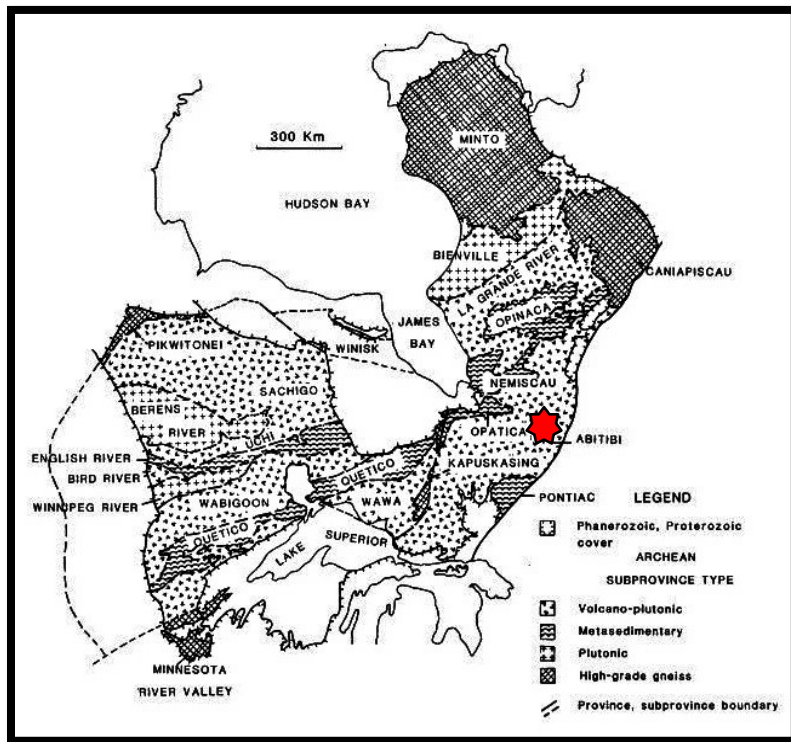 MINTO
300 Km
HUDSON BAY
BIENVILLE
LA GRANDE RIVER
CANIAPISCAU
OPINACA
JAMES
BAY
PIKWITONEI
WINISK
NEMISCAU
SACHIGO
BERENS
RIVER
UCHI
OPATICA
ABITIBI
ENGLISH RIVER
QUETICO
KAPUSKASING
BIRD RIVER
WINNIPEG RIVER
WABIGOON
WAWA
PONTIAC
QUETICO
LAKE SUPERIOR
MINNESOTA
RIVER VALLEY
LEGEND
Phanerozoic, Proterozoic
cover
ARCHEAN
SUBPROVINCE TYPE
Volcano-plutonic
Metasedimentary
Plutonic
High-grade gneiss
Province, subprovince boundary